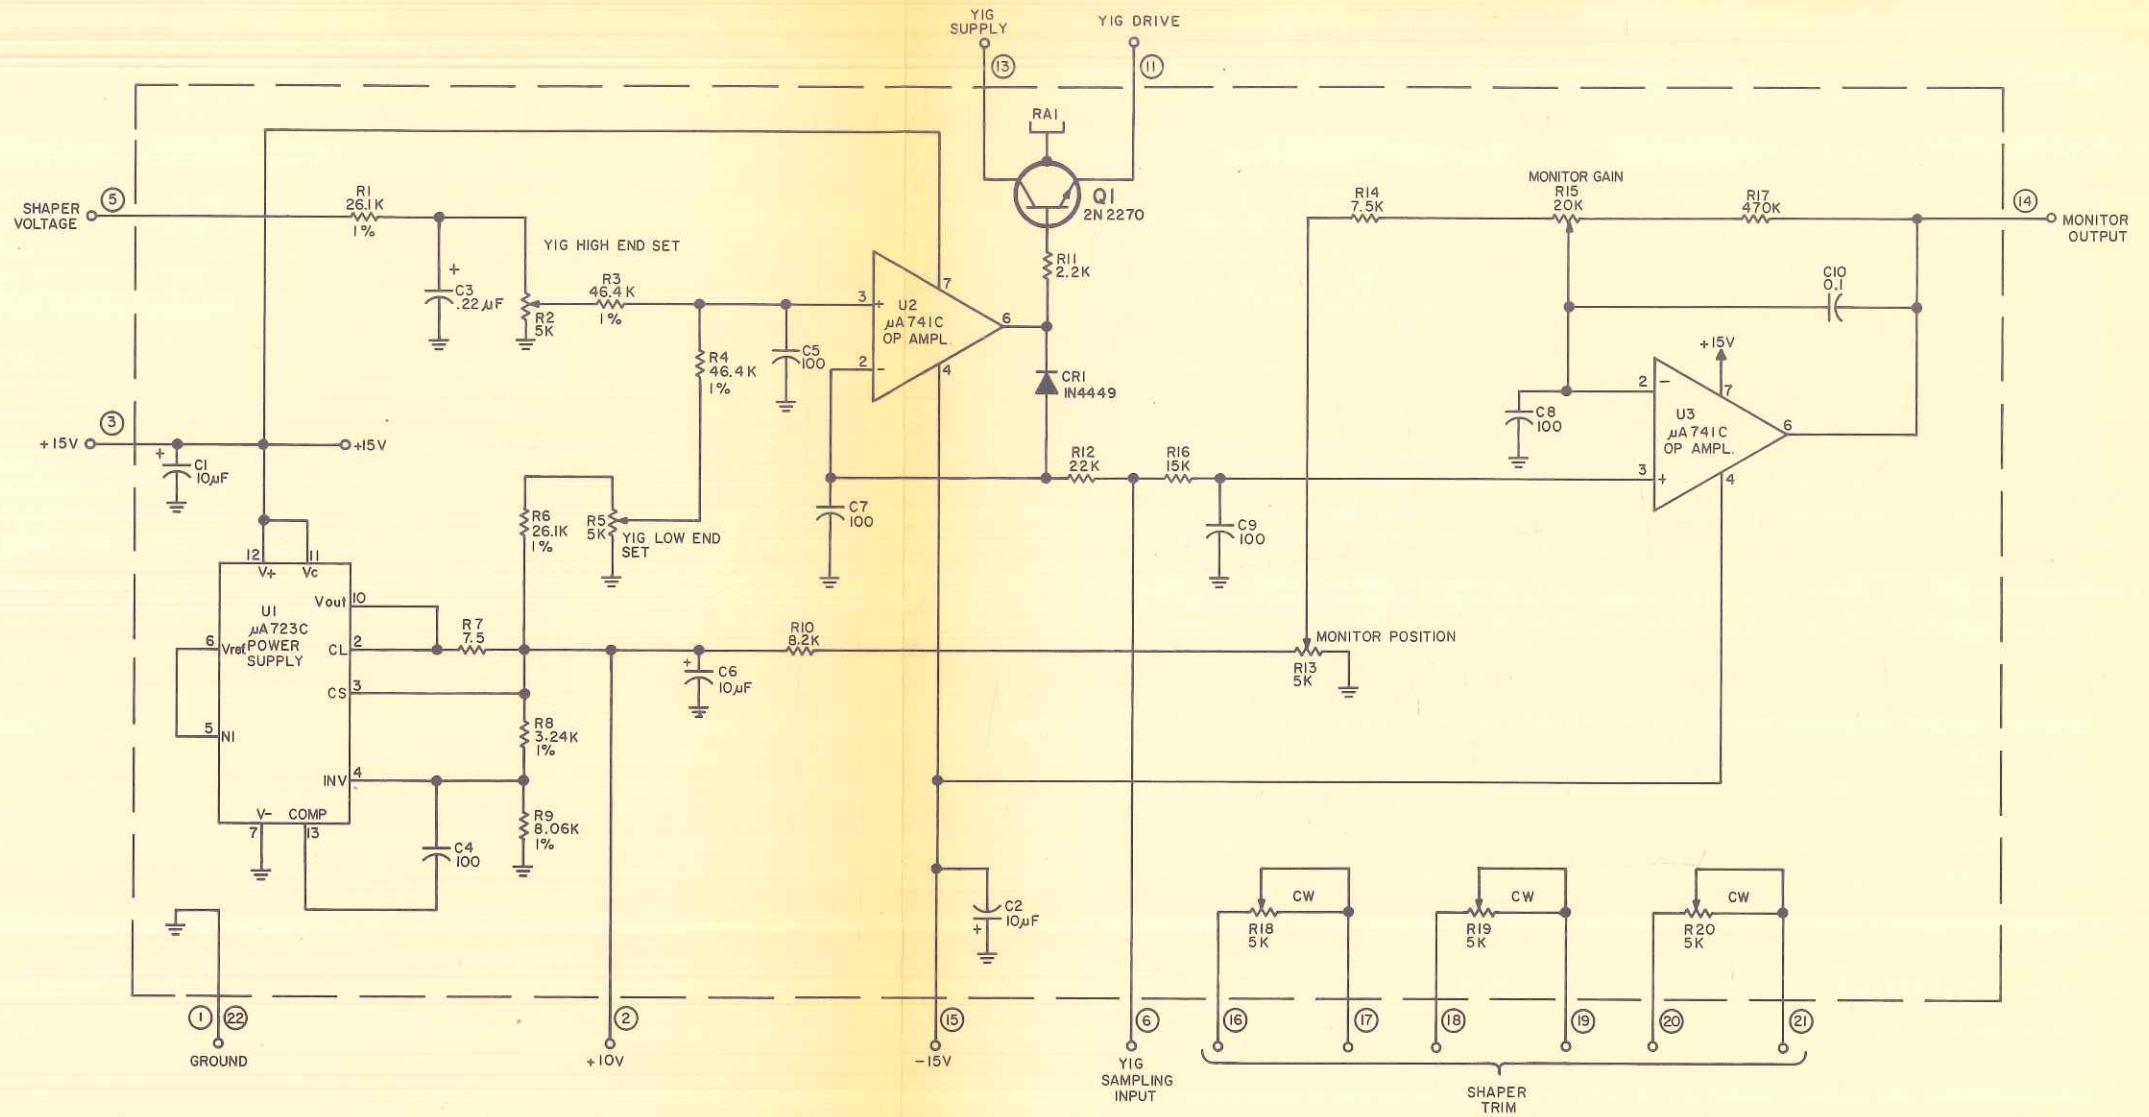 YIG
SUPPLY
13
YIG DRIVE
11
RA1
Q1
2N2270
SHAPER
VOLTAGE
5
R1
26.1K
1%
+
C3
.22µF
YIG HIGH END SET
R2
5K
R3
46.4K
1%
R4
46.4K
1%
C5
100
3
+
2
-
U2
µA741C
OP AMPL.
7
4
6
R11
2.2K
CR1
IN4449
MONITOR GAIN
R14
7.5K
R15
20K
R17
470K
14
MONITOR
OUTPUT
C10
0.1
+15V
7
2
-
U3
µA741C
OP AMPL.
6
3
+
4
C8
100
+15V
3
+
C1
10µF
+15V
R12
22K
R16
15K
C7
100
C9
100
R6
26.1K
1%
R5
5K
YIG LOW END
SET
12
11
V+
Vc
U1
µA723C
POWER
SUPPLY
Vout
10
6
Vref
CL
2
CS
3
5
NI
INV
4
V-
COMP
7
13
R7
7.5
R8
3.24K
1%
R9
8.06K
1%
C4
100
+
C6
10µF
R10
8.2K
MONITOR POSITION
R13
5K
C2
10µF
+
CW
R18
5K
CW
R19
5K
CW
R20
5K
1
22
GROUND
2
+10V
15
-15V
6
YIG
SAMPLING
INPUT
16
17
18
19
20
21
SHAPER
TRIM